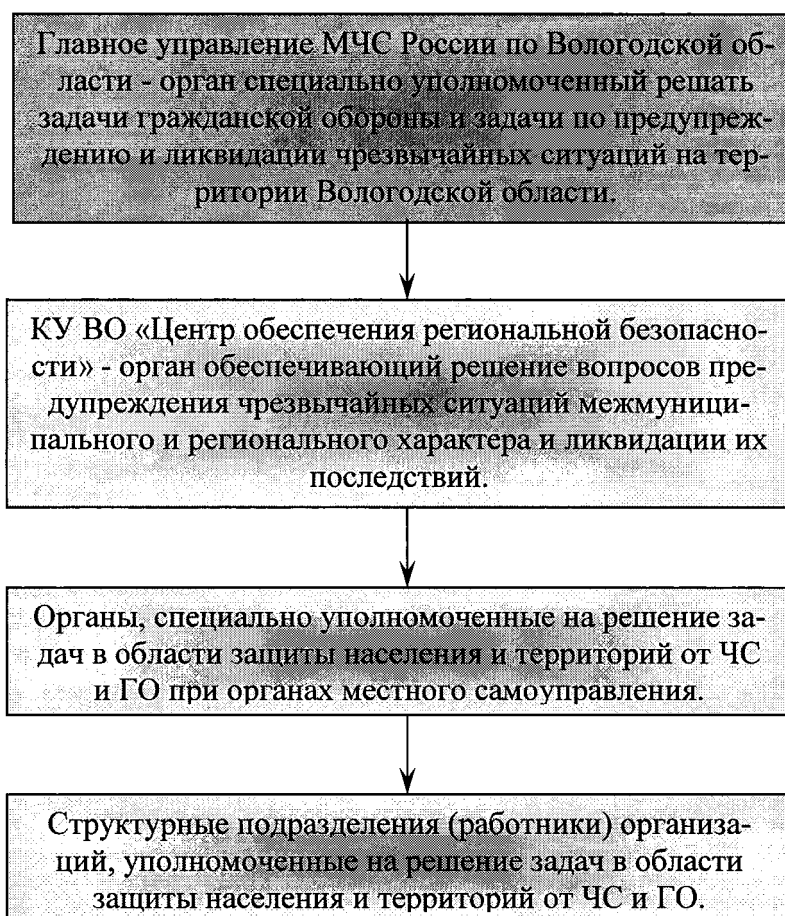 Главное управление МЧС России по Вологодской об-
ласти - орган специально уполномоченный решать
задачи гражданской обороны и задачи по предупреж-
дению и ликвидации чрезвычайных ситуаций на тер-
ритории Вологодской области.
КУ ВО «Центр обеспечения региональной безопасно-
сти» - орган обеспечивающий решение вопросов пре-
дупреждения чрезвычайных ситуаций межмуници-
пального и регионального характера и ликвидации их
последствий.
Органы, специально уполномоченные на решение за-
дач в области защиты населения и территорий от ЧС
и ГО при органах местного самоуправления.
Структурные подразделения (работники) организа-
ций, уполномоченные на решение задач в области
защиты населения и территорий от ЧС и ГО.